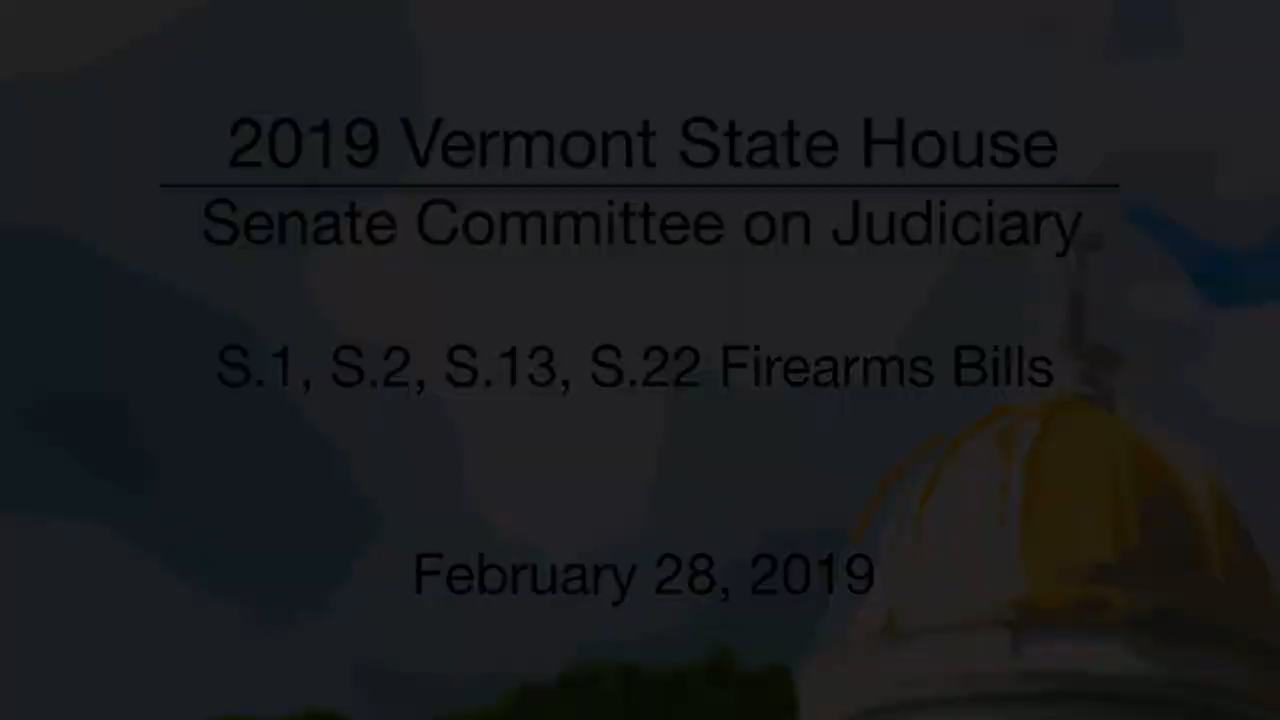 2019 Vermont State House
Senate Committee on Judiciary
S.1, S.2, S.13, S.22 Firearms Bills
February 28, 2019